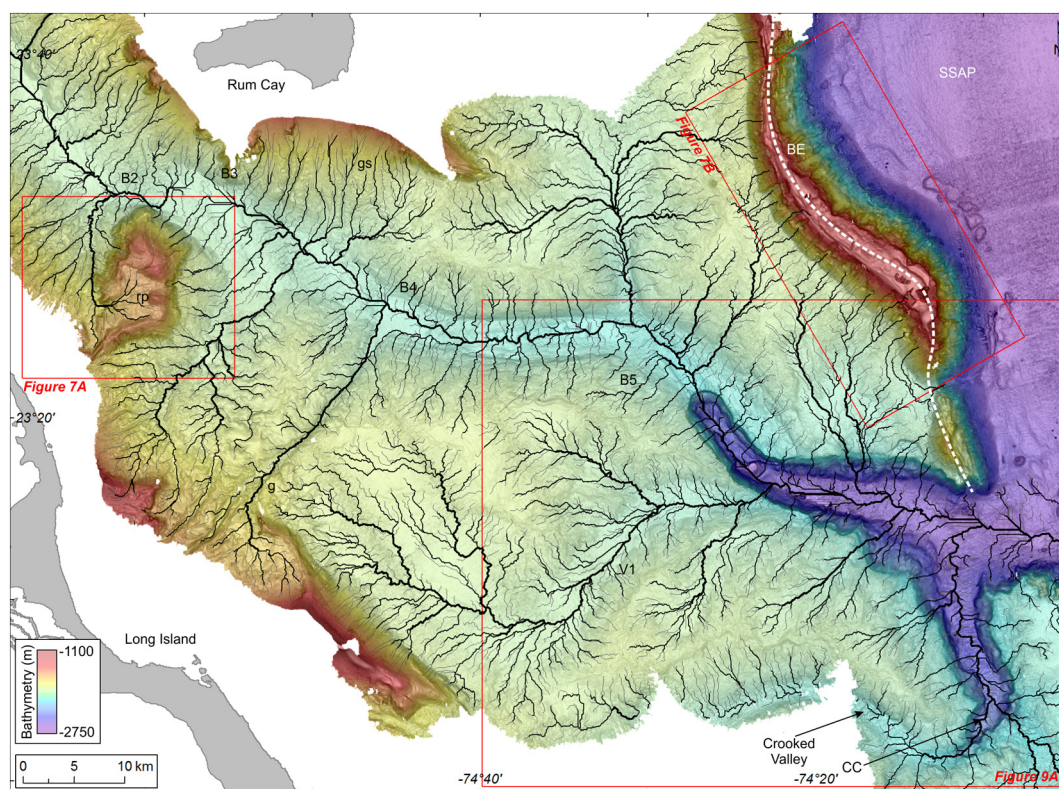 23°40'
Rum Cay
SSAP
N
BE
Figure 7B
B2
B3
gs
rp
B4
Figure 7A
B5
23°20'
g
V1
Long Island
Bathymetry (m)
-1100
-2750
0 5 10 km
-74°40'
-74°20'
Crooked
Valley
CC
Figure 9A